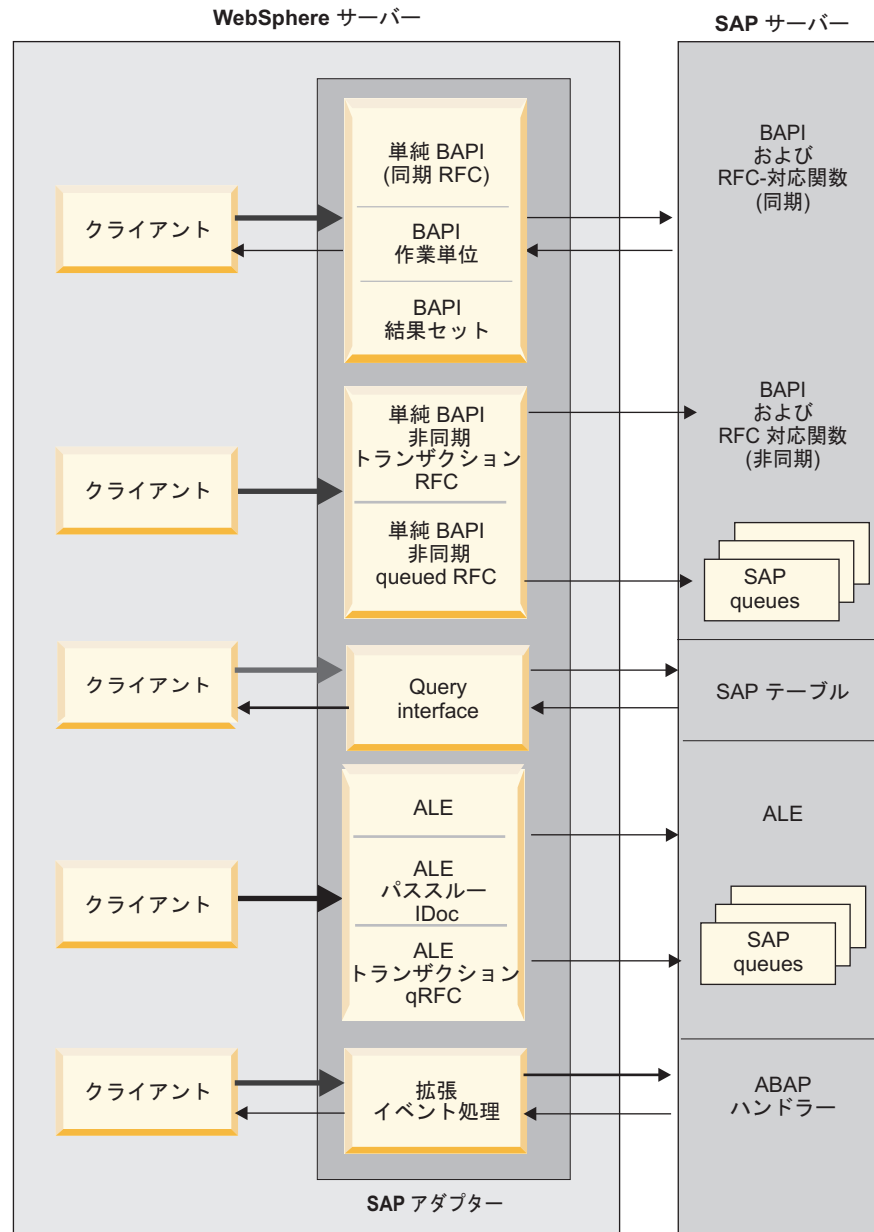 WebSphere サーバー
SAP サーバー
クライアント
単純 BAPI
(同期 RFC)
BAPI
作業単位
BAPI
結果セット
BAPI
および
RFC-対応関数
(同期)
クライアント
単純 BAPI
非同期
トランザクション
RFC
単純 BAPI
非同期
queued RFC
BAPI
および
RFC 対応関数
(非同期)
SAP
queues
クライアント
Query
interface
SAP テーブル
クライアント
ALE
ALE
パススルー
IDoc
ALE
トランザクション
qRFC
ALE
SAP
queues
クライアント
拡張
イベント処理
ABAP
ハンドラー
SAP アダプター